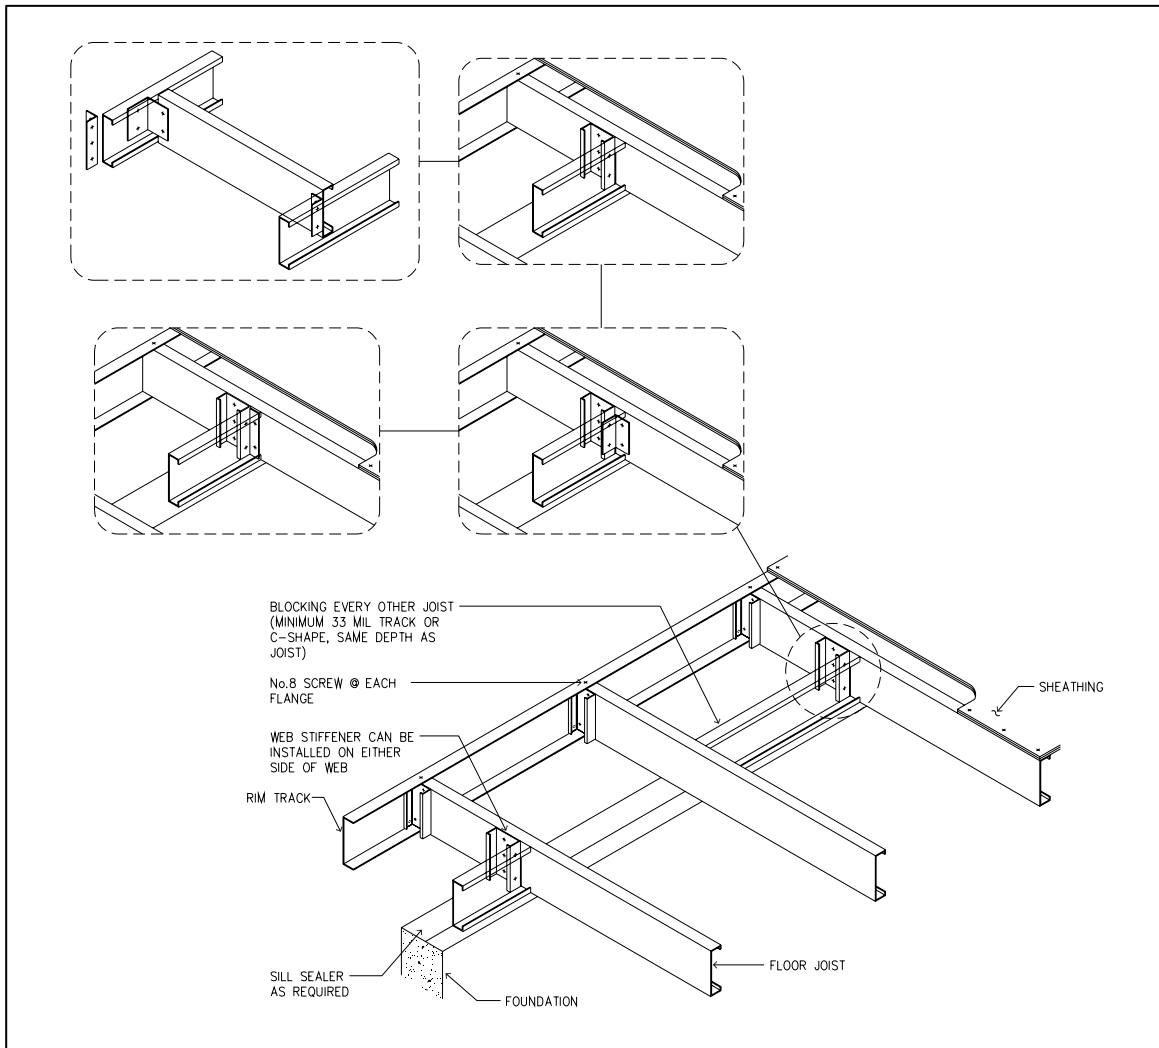 BLOCKING EVERY OTHER JOIST
(MINIMUM 33 MIL TRACK OR
C-SHAPE, SAME DEPTH AS
JOIST)
No.8 SCREW @ EACH
FLANGE
WEB STIFFENER CAN BE
INSTALLED ON EITHER
SIDE OF WEB
RIM TRACK
SHEATHING
FLOOR JOIST
SILL SEALER
AS REQUIRED
FOUNDATION